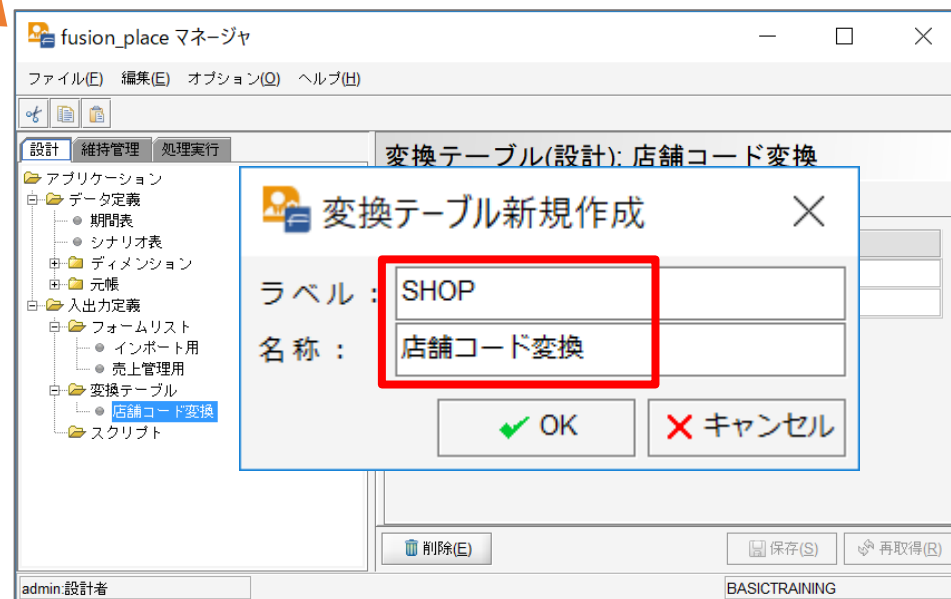 fusion_place マネージャ
ファイル(F) 編集(E) オプション(O) ヘルプ(H)
設計 維持管理 処理実行
変換テーブル(設計): 店舗コード変換
アプリケーション
データ定義
期間表
シナリオ表
ディメンション
元帳
入出力定義
フォームリスト
インポート用
売上管理用
変換テーブル
店舗コード変換
スクリプト
変換テーブル新規作成
ラベル : SHOP
名称 : 店舗コード変換
OK キャンセル
削除(E) 保存(S) 再取得(R)
admin:設計者 BASICTRAINING